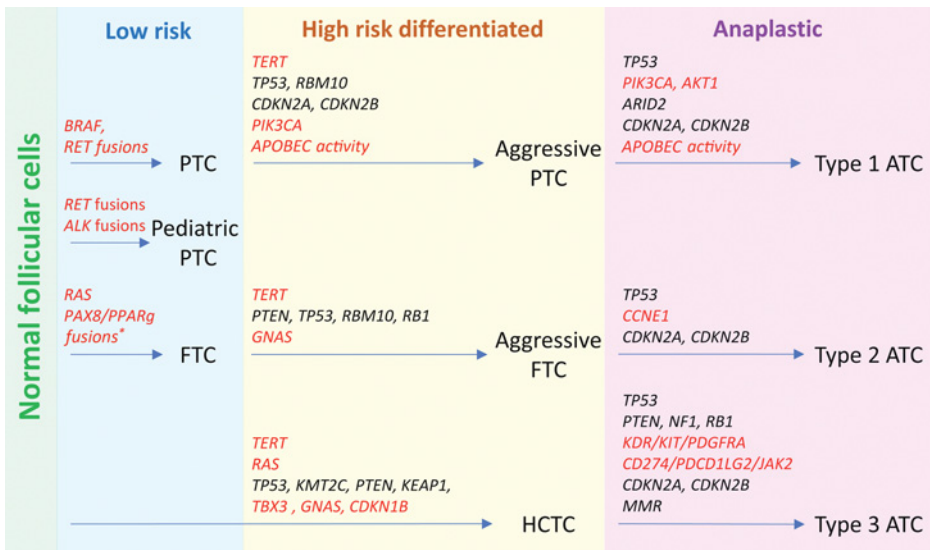 Normal follicular cells
Low risk
High risk differentiated
Anaplastic
BRAF,
RET fusions
PTC
TERT
TP53, RBM10
CDKN2A, CDKN2B
PIK3CA
APOBEC activity
Aggressive
PTC
TP53
PIK3CA, AKT1
ARID2
CDKN2A, CDKN2B
APOBEC activity
Type 1 ATC
RET fusions
ALK fusions
Pediatric
PTC
RAS
PAX8/PPARg
fusions*
FTC
TERT
PTEN, TP53, RBM10, RB1
GNAS
Aggressive
FTC
TP53
CCNE1
CDKN2A, CDKN2B
Type 2 ATC
TERT
RAS
TP53, KMT2C, PTEN, KEAP1,
TBX3 , GNAS, CDKN1B
HCTC
TP53
PTEN, NF1, RB1
KDR/KIT/PDGFRA
CD274/PDCD1LG2/JAK2
CDKN2A, CDKN2B
MMR
Type 3 ATC